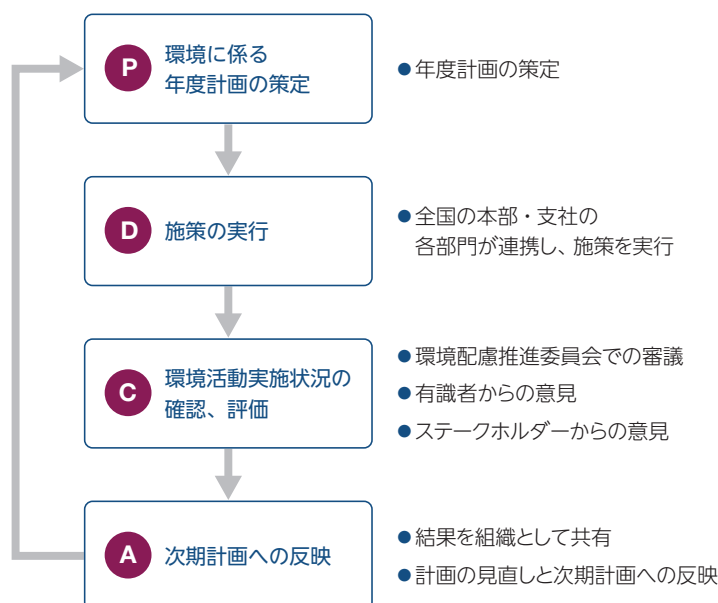 P
環境に係る
年度計画の策定
●年度計画の策定
D
施策の実行
●全国の本部・支社の
各部門が連携し、施策を実行
C
環境活動実施状況の
確認、評価
●環境配慮推進委員会での審議
●有識者からの意見
●ステークホルダーからの意見
A
次期計画への反映
●結果を組織として共有
●計画の見直しと次期計画への反映